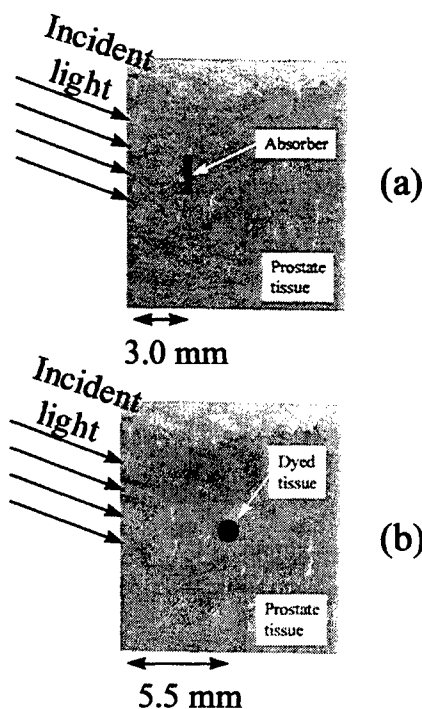 Incident
light
Absorber
(a)
Prostate
tissue
3.0 mm
Incident
light
Dyed
tissue
(b)
Prostate
tissue
5.5 mm